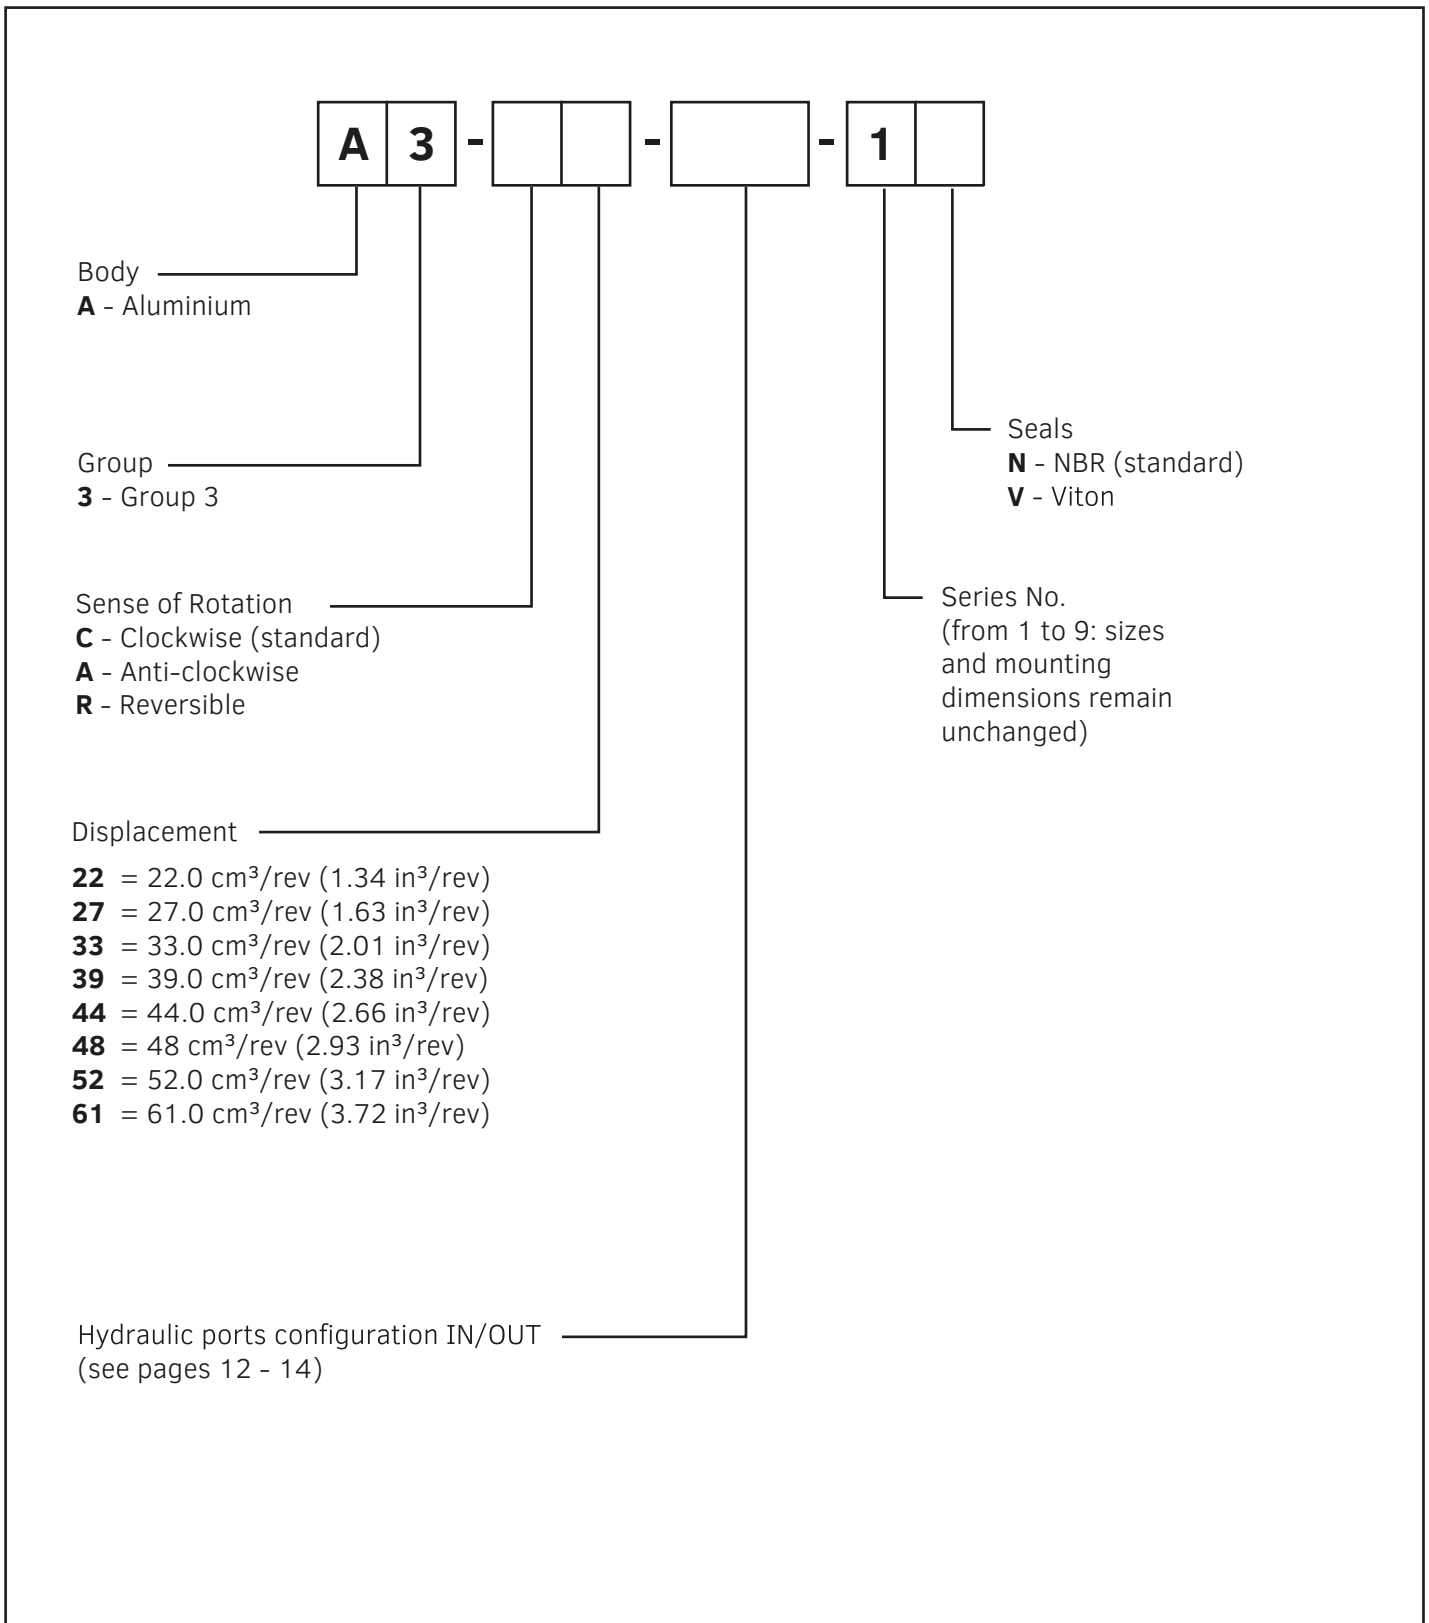 A 3 - - - 1
Body
A - Aluminium
Group
3 - Group 3
Seals
N - NBR (standard)
V - Viton
Sense of Rotation
C - Clockwise (standard)
A - Anti-clockwise
R - Reversible
Series No.
(from 1 to 9: sizes
and mounting
dimensions remain
unchanged)
Displacement
22 = 22.0 cm³/rev (1.34 in³/rev)
27 = 27.0 cm³/rev (1.63 in³/rev)
33 = 33.0 cm³/rev (2.01 in³/rev)
39 = 39.0 cm³/rev (2.38 in³/rev)
44 = 44.0 cm³/rev (2.66 in³/rev)
48 = 48 cm³/rev (2.93 in³/rev)
52 = 52.0 cm³/rev (3.17 in³/rev)
61 = 61.0 cm³/rev (3.72 in³/rev)
Hydraulic ports configuration IN/OUT
(see pages 12 - 14)